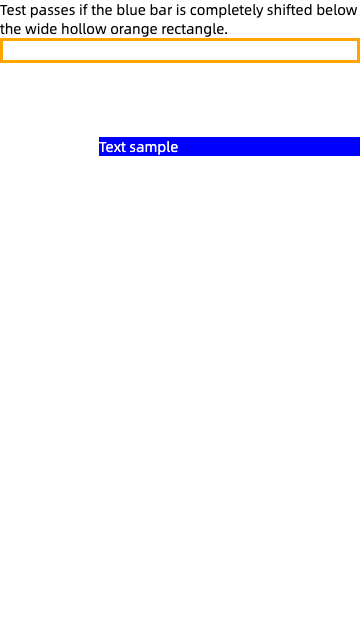 Test passes if the blue bar is completely shifted below
the wide hollow orange rectangle.
Text sample